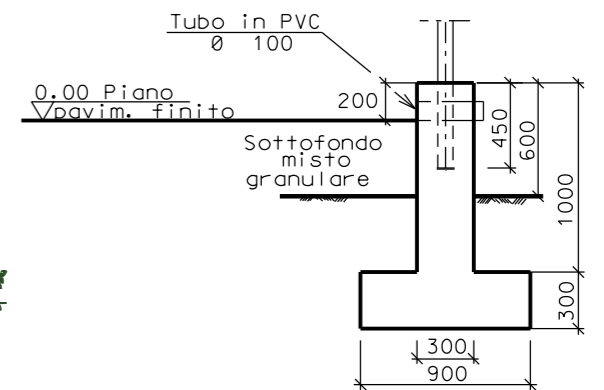 Tubo in PVC
Ø 100
0.00 Piano
pavim. finito
200
450
600
1000
Sottofondo
misto
granulare
300
300
900